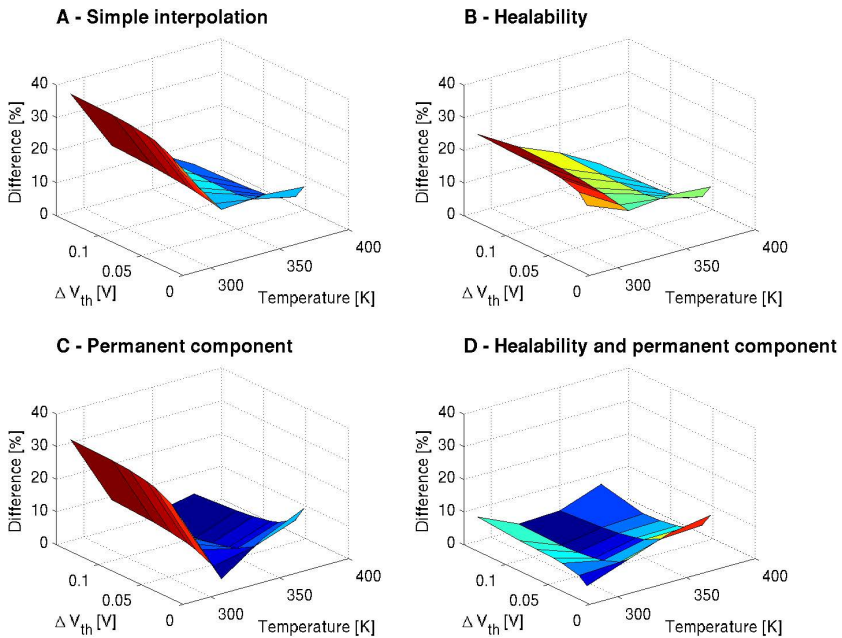 A - Simple interpolation
40
30
20
10
0
Difference [%]
0.1
0.05
0
Δ V_th [V]
300
350
400
Temperature [K]
B - Healability
40
30
20
10
0
Difference [%]
0.1
0.05
0
Δ V_th [V]
300
350
400
Temperature [K]
C - Permanent component
40
30
20
10
0
Difference [%]
0.1
0.05
0
Δ V_th [V]
300
350
400
Temperature [K]
D - Healability and permanent component
40
30
20
10
0
Difference [%]
0.1
0.05
0
Δ V_th [V]
300
350
400
Temperature [K]